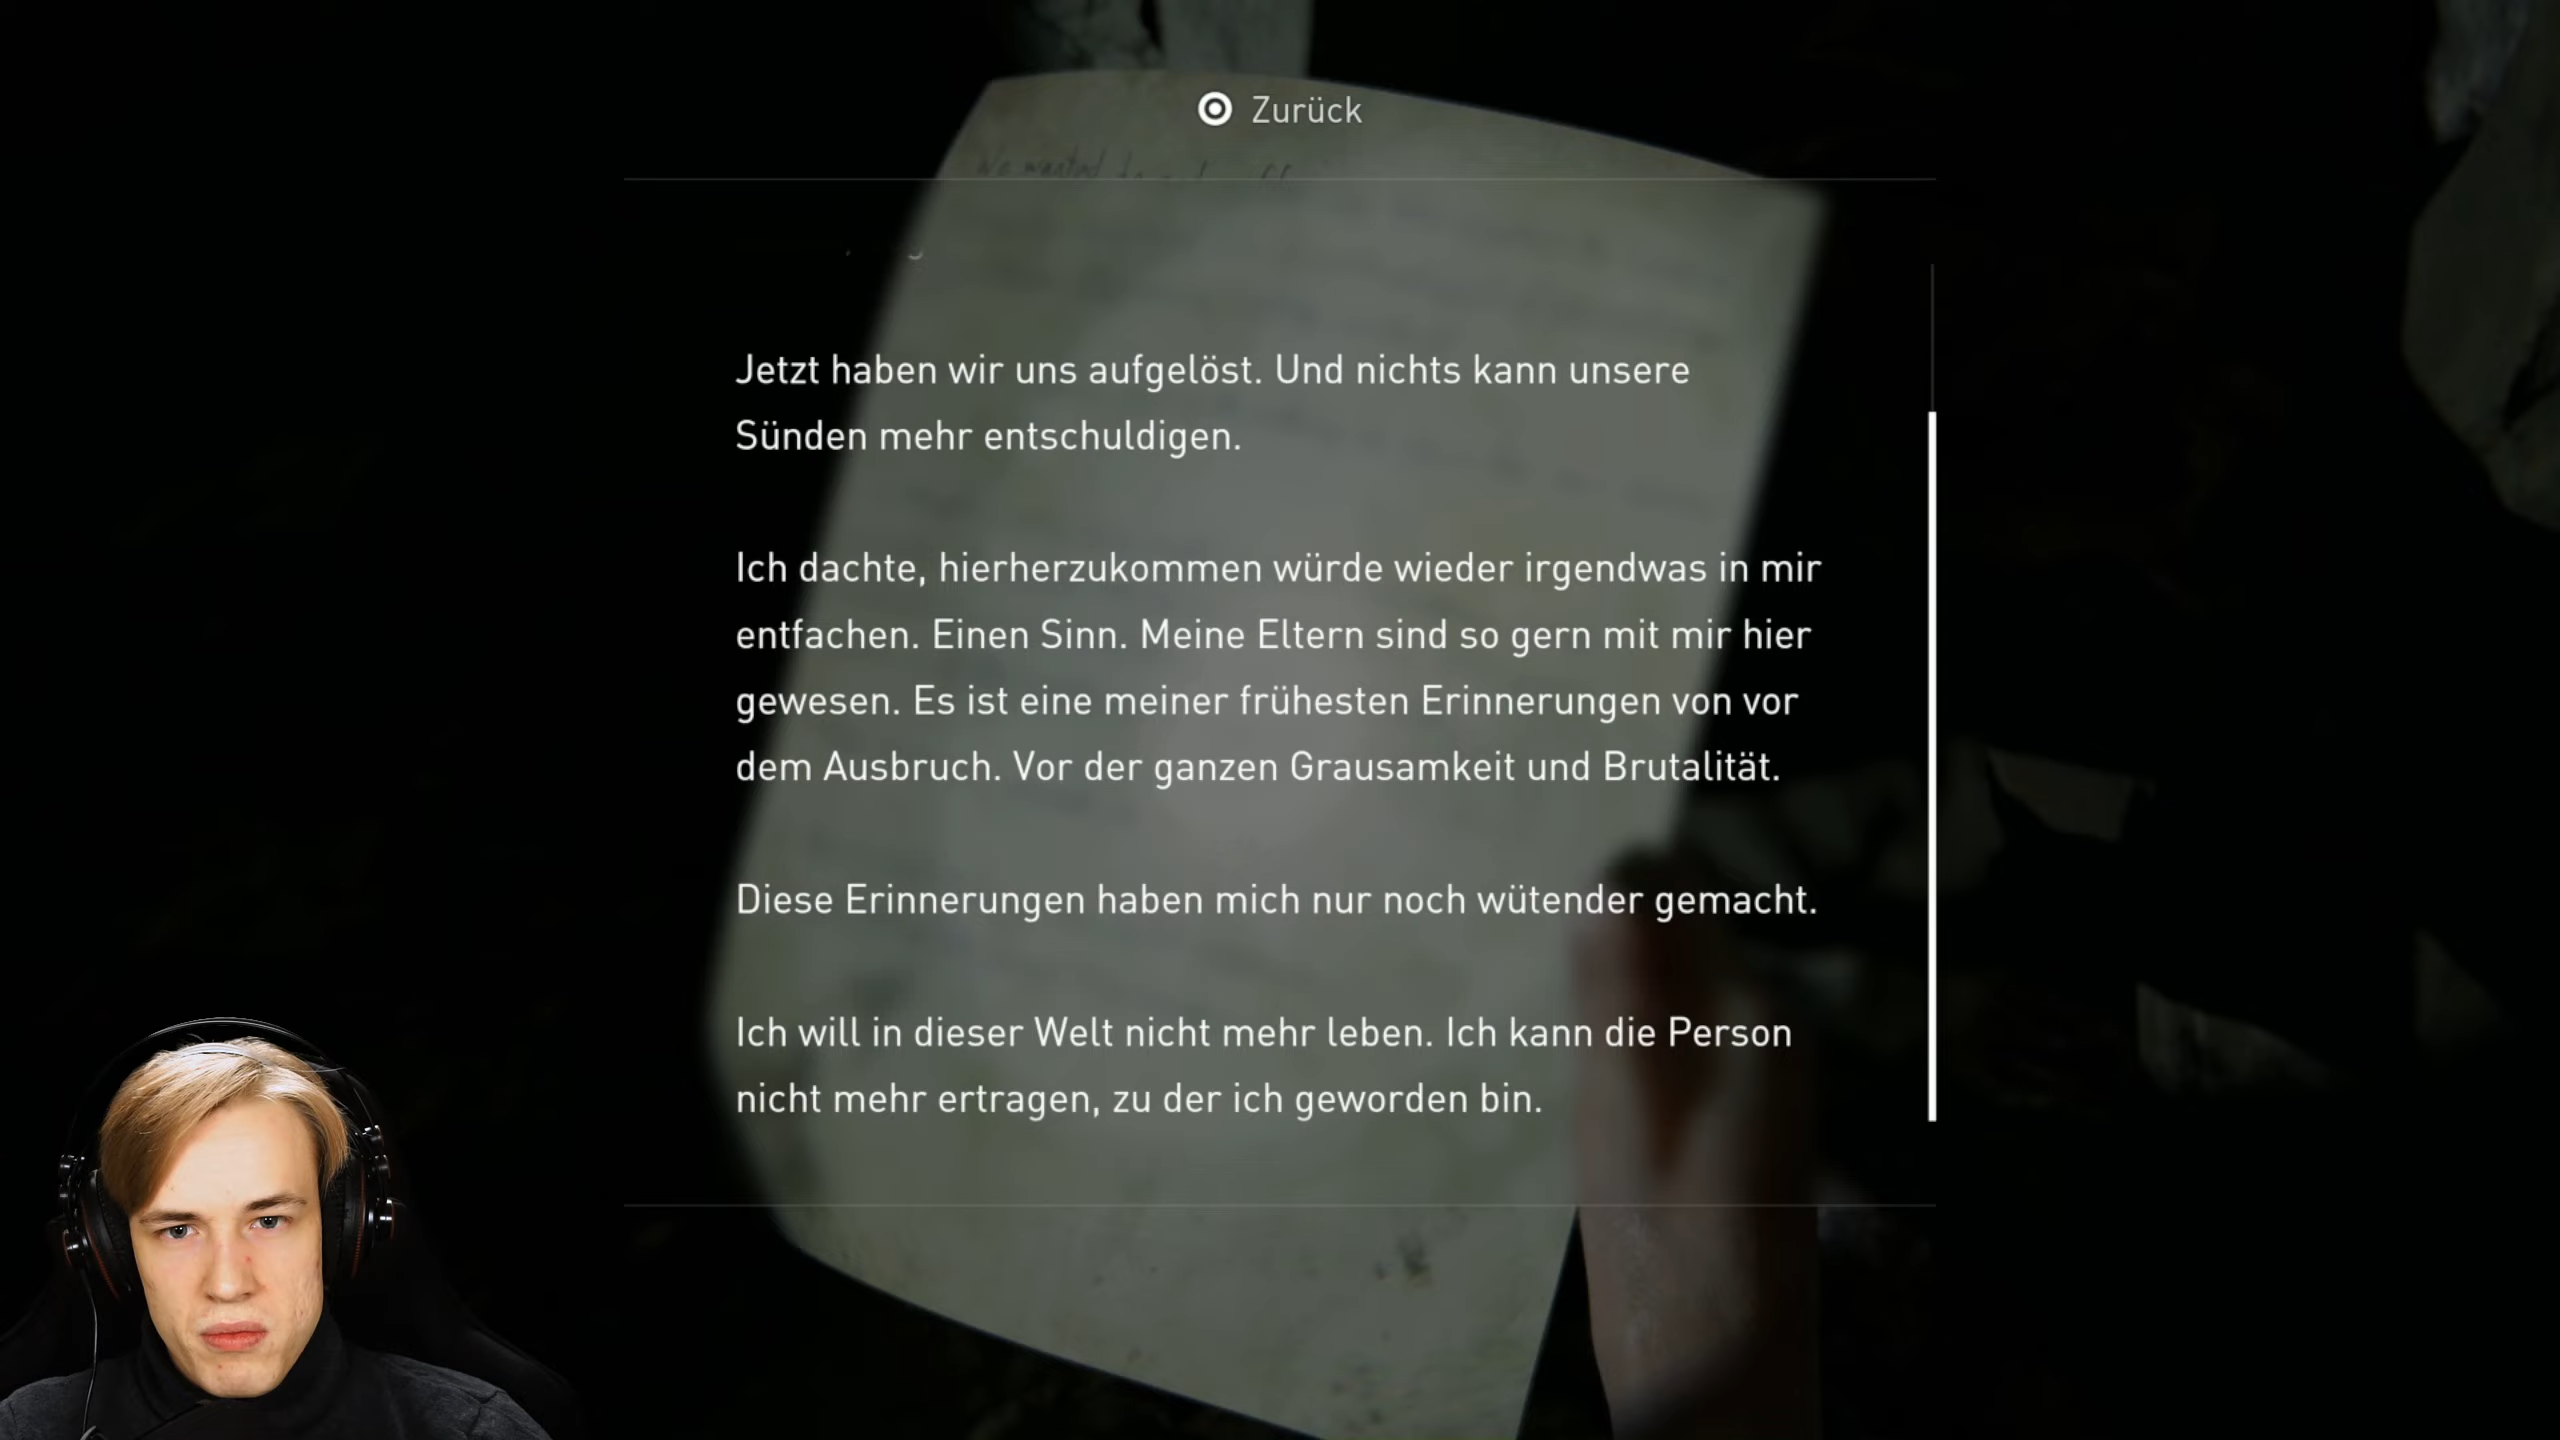 Zurück
We wanted
Jetzt haben wir uns aufgelöst. Und nichts kann unsere
Sünden mehr entschuldigen.
Ich dachte, hierherzukommen würde wieder irgendwas in mir
entfachen. Einen Sinn. Meine Eltern sind so gern mit mir hier
gewesen. Es ist eine meiner frühesten Erinnerungen von vor
dem Ausbruch. Vor der ganzen Grausamkeit und Brutalität.
Diese Erinnerungen haben mich nur noch wütender gemacht.
Ich will in dieser Welt nicht mehr leben. Ich kann die Person
nicht mehr ertragen, zu der ich geworden bin.